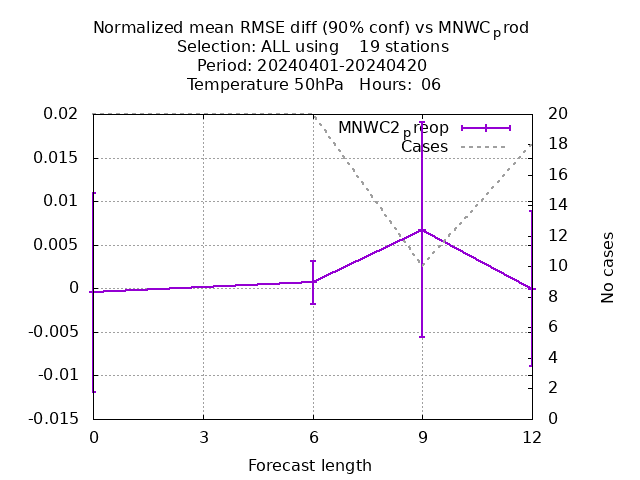 Normalized mean RMSE diff (90% conf) vs MNWCprod
Selection: ALL using    19 stations
Period: 20240401-20240420
Temperature 50hPa   Hours:  06
MNWC2preop
Cases
0.02
0.015
0.01
0.005
0
-0.005
-0.01
-0.015
20
18
16
14
12
10
8
6
4
2
0
No cases
0 3 6 9 12
Forecast length